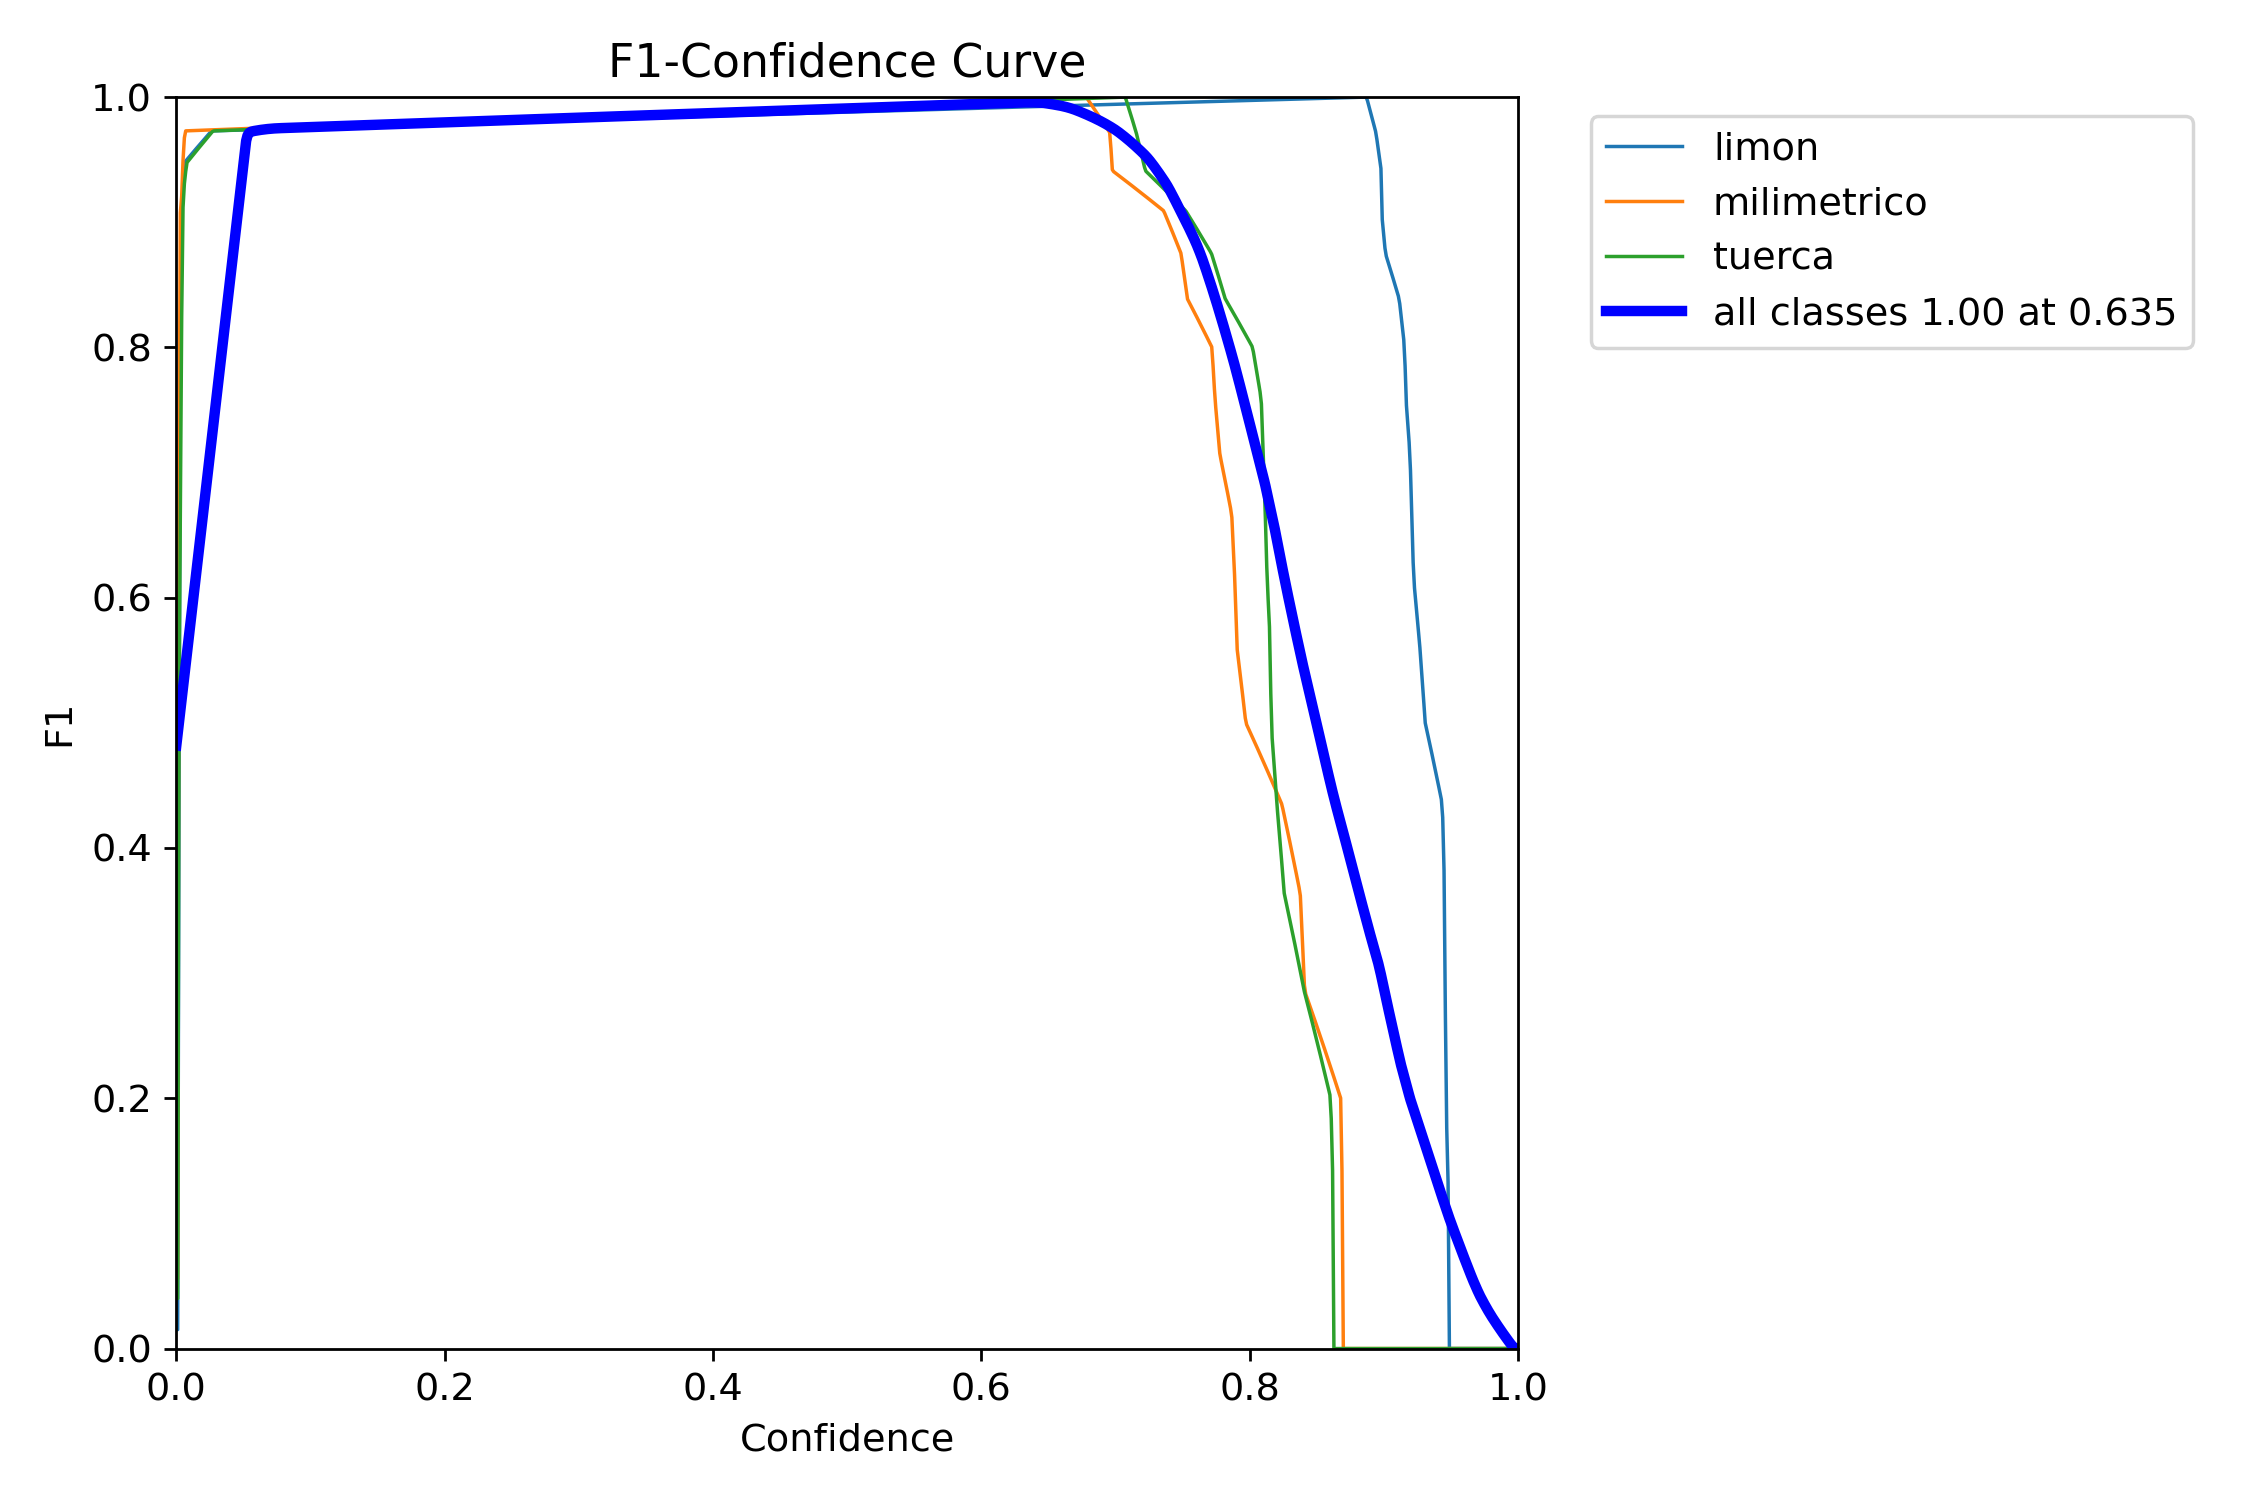 F1-Confidence Curve
1.0
0.8
0.6
0.4
0.2
0.0
F1
0.0 0.2 0.4 0.6 0.8 1.0
Confidence
limon
milimetrico
tuerca
all classes 1.00 at 0.635